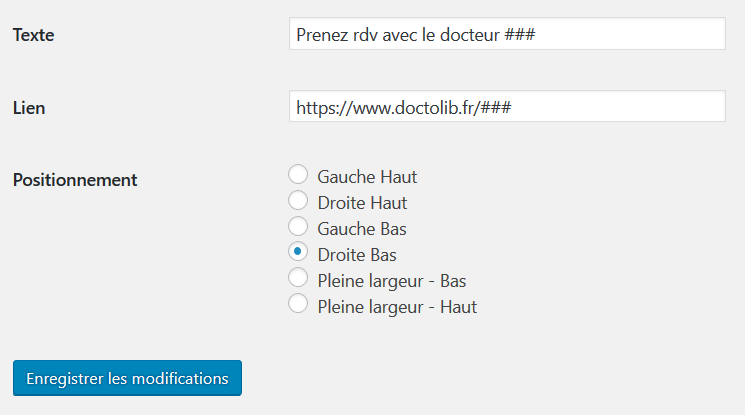 Texte
Prenez rdv avec le docteur ###
Lien
https://www.doctolib.fr/###
Positionnement
Gauche Haut
Droite Haut
Gauche Bas
Droite Bas
Pleine largeur - Bas
Pleine largeur - Haut
Enregistrer les modifications